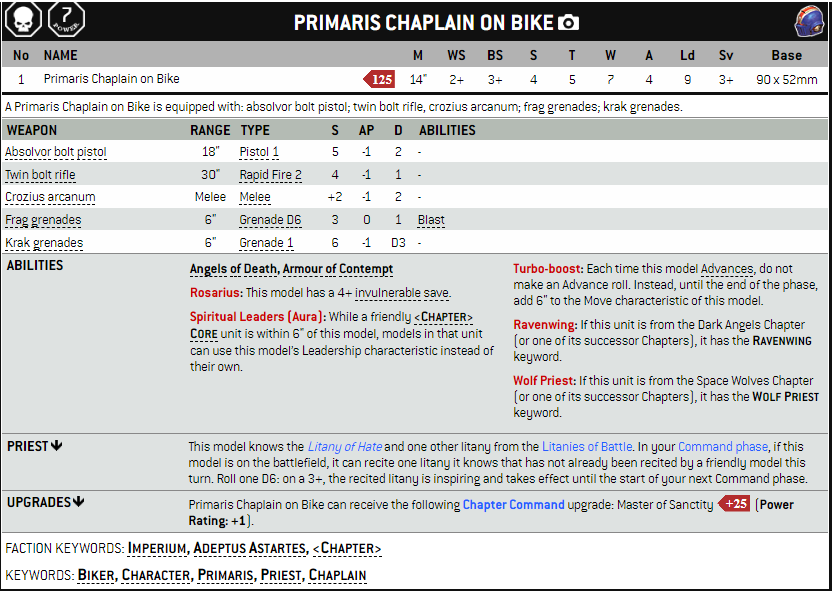 7
POWER
PRIMARIS CHAPLAIN ON BIKE
No NAME M WS BS S T W A Ld Sv Base
1 Primaris Chaplain on Bike 125 14" 2+ 3+ 4 5 7 4 9 3+ 90 x 52mm
A Primaris Chaplain on Bike is equipped with: absolvor bolt pistol; twin bolt rifle, crozius arcanum; frag grenades; krak grenades.
WEAPON RANGE TYPE S AP D ABILITIES
Absolvor bolt pistol 18" Pistol 1 5 -1 2 -
Twin bolt rifle 30" Rapid Fire 2 4 -1 1 -
Crozius arcanum Melee Melee +2 -1 2 -
Frag grenades 6" Grenade D6 3 0 1 Blast
Krak grenades 6" Grenade 1 6 -1 D3 -
ABILITIES
Angels of Death, Armour of Contempt
Rosarius: This model has a 4+ invulnerable save.
Spiritual Leaders (Aura): While a friendly <CHAPTER>
CORE unit is within 6" of this model, models in that unit
can use this model's Leadership characteristic instead of
their own.
Turbo-boost: Each time this model Advances, do not
make an Advance roll. Instead, until the end of the phase,
add 6" to the Move characteristic of this model.
Ravenwing: If this unit is from the Dark Angels Chapter
(or one of its successor Chapters), it has the RAVENWING
keyword.
Wolf Priest: If this unit is from the Space Wolves Chapter
(or one of its successor Chapters), it has the WOLF PRIEST
keyword.
PRIEST
This model knows the Litany of Hate and one other litany from the Litanies of Battle. In your Command phase, if this
model is on the battlefield, it can recite one litany it knows that has not already been recited by a friendly model this
turn. Roll one D6: on a 3+, the recited litany is inspiring and takes effect until the start of your next Command phase.
UPGRADES
Primaris Chaplain on Bike can receive the following Chapter Command upgrade: Master of Sanctity +25 (Power
Rating: +1).
FACTION KEYWORDS: IMPERIUM, ADEPTUS ASTARTES, <CHAPTER>
KEYWORDS: BIKER, CHARACTER, PRIMARIS, PRIEST, CHAPLAIN